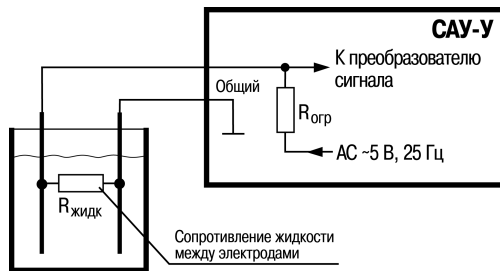 САУ-У
К преобразователю
сигнала
Общий
Rогр
АС ~5 В, 25 Гц
Rжидк
Сопротивление жидкости
между электродами